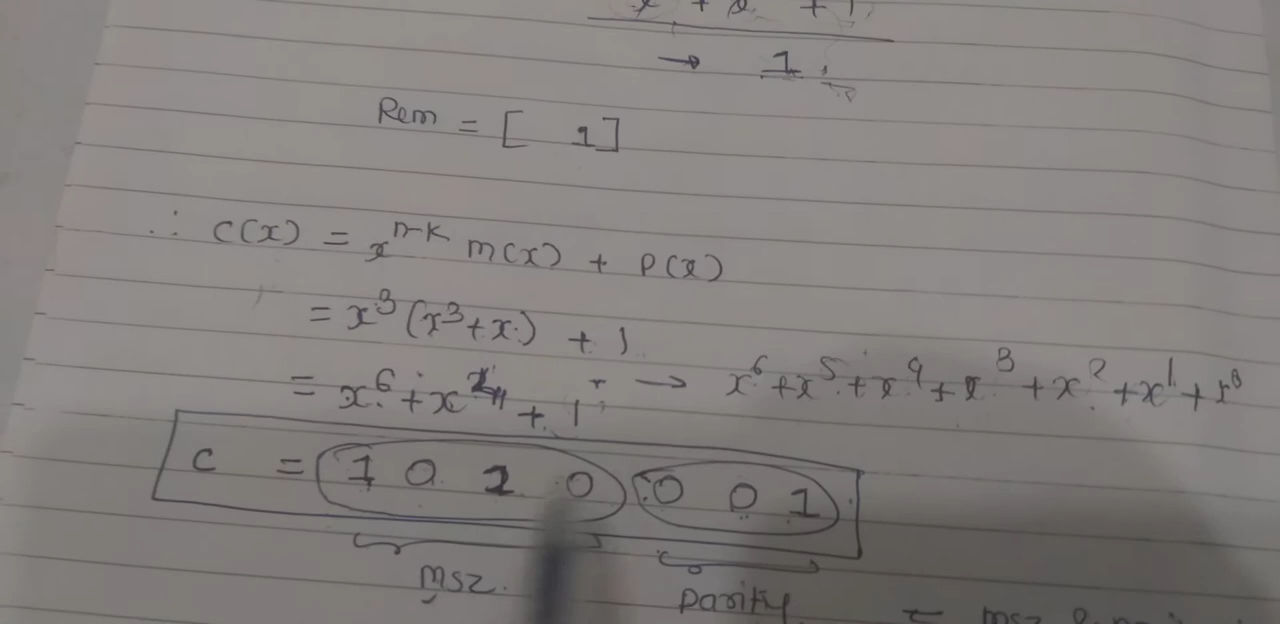 → 1
Rem = [ 1]
∴ C(x) = x^n-k m(x) + P(x)
= x^3 (x^3+x) + 1
= x^6 + x^4 + 1 → x^6+x^5+x^4+x^3+x^2+x^1+x^0
C = 1 0 1 0 0 0 1
msz. Parity
← msz